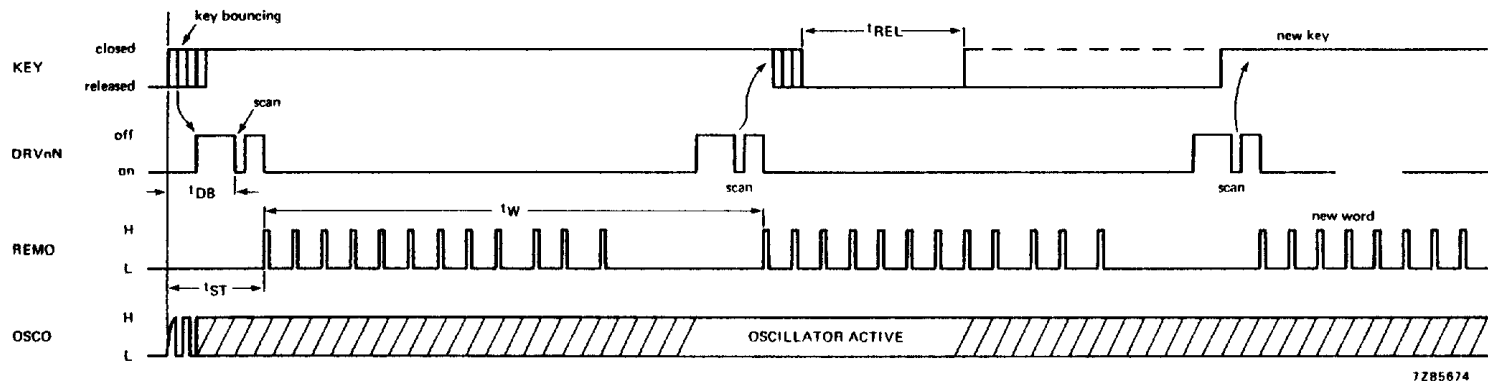 key bouncing
closed
tREL
new key
KEY
released
scan
off
DRVnN
on
tDB
scan
scan
tW
new word
H
REMO
L
tST
H
OSCO
OSCILLATOR ACTIVE
L
7Z85674